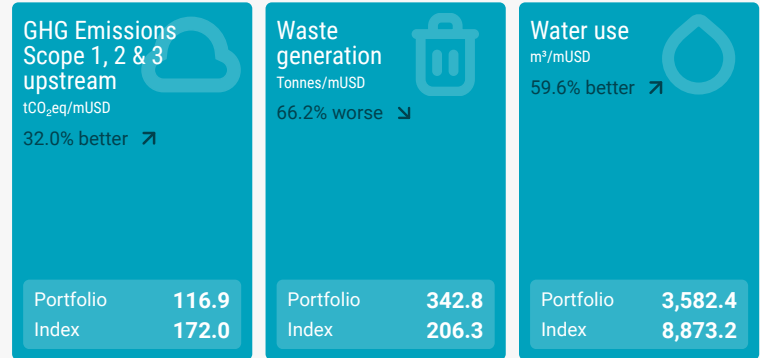 GHG Emissions
Scope 1, 2 & 3
upstream
tCO₂eq/mUSD
32.0% better
Portfolio 116.9
Index 172.0
Waste
generation
Tonnes/mUSD
66.2% worse
Portfolio 342.8
Index 206.3
Water use
m³/mUSD
59.6% better
Portfolio 3,582.4
Index 8,873.2